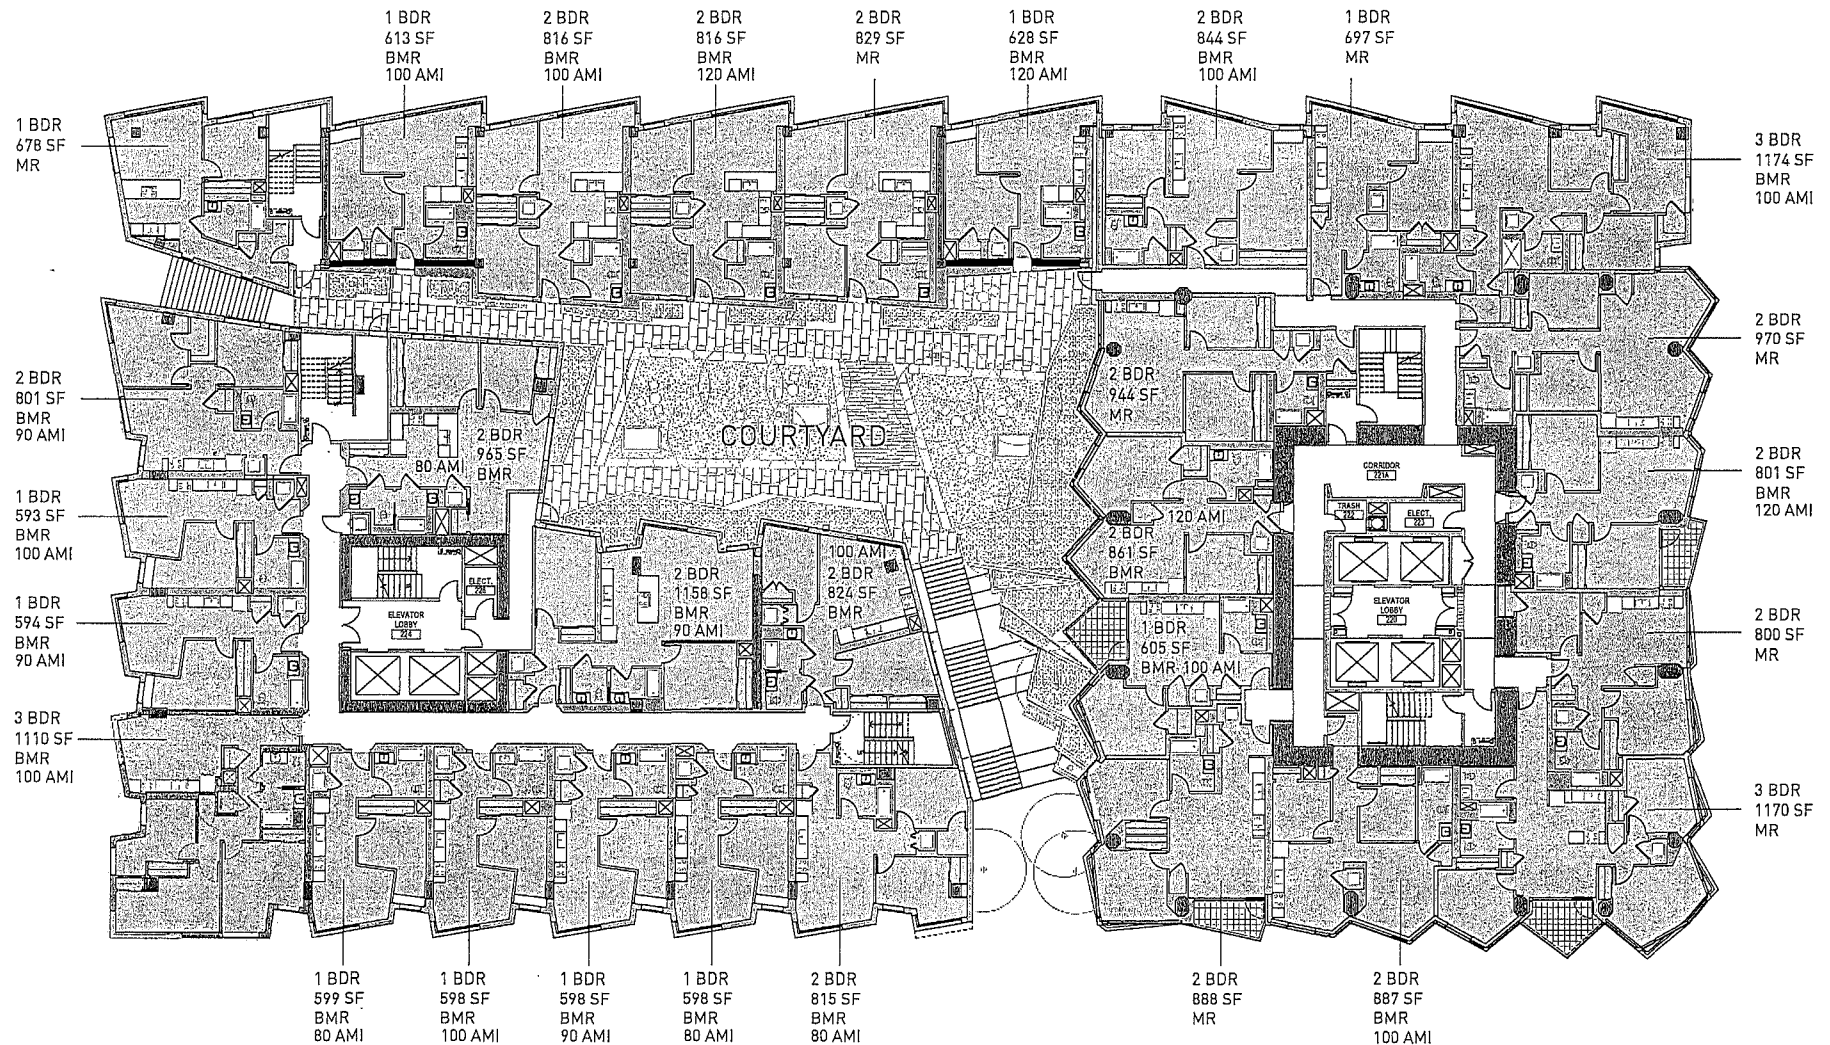 1 BDR
613 SF
BMR
100 AMI
2 BDR
816 SF
BMR
100 AMI
2 BDR
816 SF
BMR
120 AMI
2 BDR
829 SF
MR
1 BDR
628 SF
BMR
120 AMI
2 BDR
844 SF
BMR
100 AMI
1 BDR
697 SF
MR
1 BDR
678 SF
MR
3 BDR
1174 SF
BMR
100 AMI
2 BDR
970 SF
MR
2 BDR
801 SF
BMR
90 AMI
2 BDR
944 SF
MR
COURTYARD
2 BDR
965 SF
BMR
80 AMI
2 BDR
801 SF
BMR
120 AMI
CORRIDOR
221A
TRASH
222
ELECT.
223
1 BDR
593 SF
BMR
100 AMI
120 AMI
2 BDR
861 SF
BMR
100 AMI
2 BDR
824 SF
BMR
2 BDR
1158 SF
BMR
90 AMI
ELECT.
226
ELEVATOR
LOBBY
224
ELEVATOR
LOBBY
220
1 BDR
594 SF
BMR
90 AMI
1 BDR
605 SF
BMR 100 AMI
2 BDR
800 SF
MR
3 BDR
1110 SF
BMR
100 AMI
3 BDR
1170 SF
MR
1 BDR
599 SF
BMR
80 AMI
1 BDR
598 SF
BMR
100 AMI
1 BDR
598 SF
BMR
90 AMI
1 BDR
598 SF
BMR
80 AMI
2 BDR
815 SF
BMR
80 AMI
2 BDR
888 SF
MR
2 BDR
887 SF
BMR
100 AMI